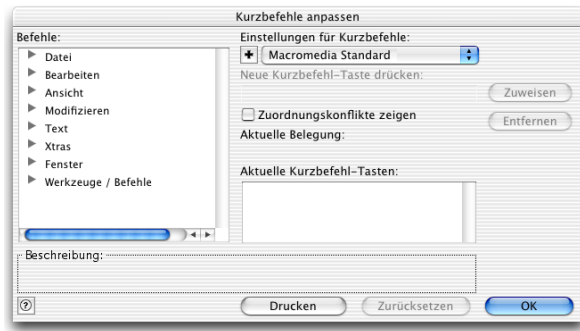 Kurzbefehle anpassen
Befehle:
Datei
Bearbeiten
Ansicht
Modifizieren
Text
Xtras
Fenster
Werkzeuge / Befehle
Einstellungen für Kurzbefehle:
Macromedia Standard
Neue Kurzbefehl-Taste drücken:
Zuweisen
Zuordnungskonflikte zeigen
Entfernen
Aktuelle Belegung:
Aktuelle Kurzbefehl-Tasten:
Beschreibung:
?
Drucken
Zurücksetzen
OK